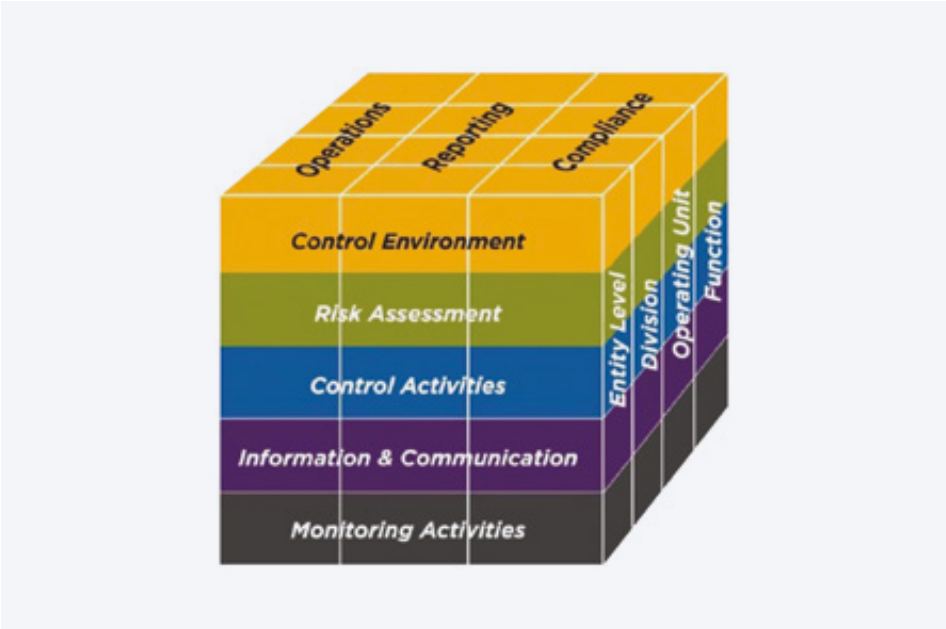 Operations
Reporting
Compliance
Control Environment
Risk Assessment
Control Activities
Information & Communication
Monitoring Activities
Entity Level
Division
Operating Unit
Function